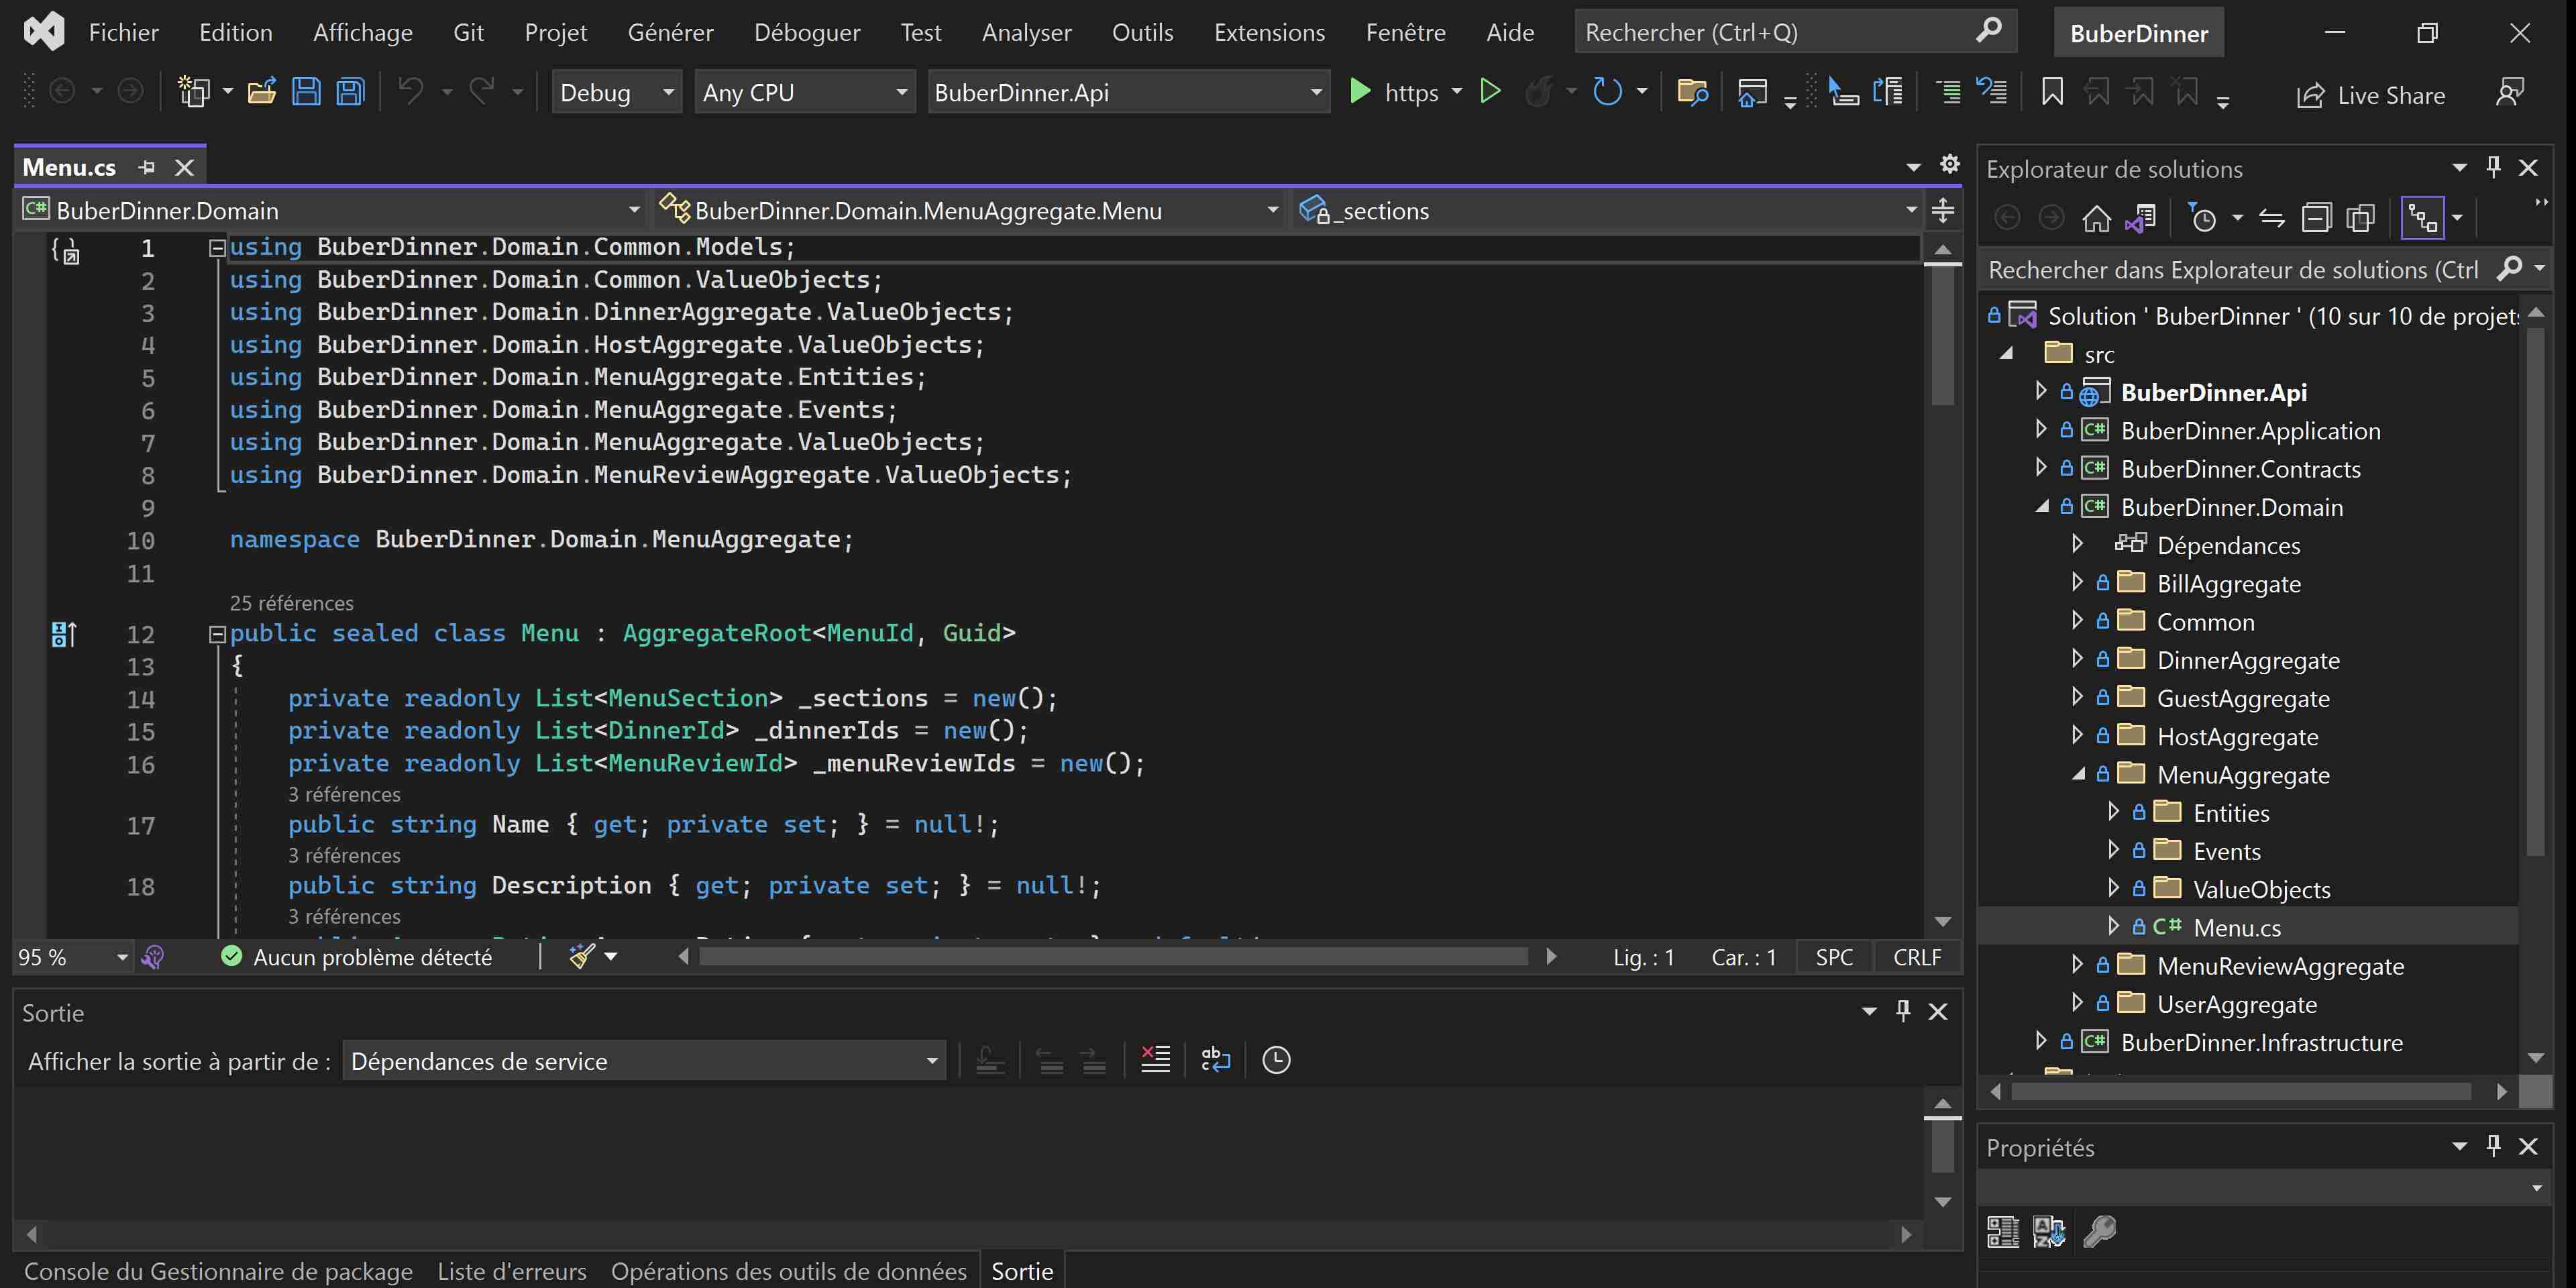 Fichier Edition Affichage Git Projet Générer Déboguer Test Analyser Outils Extensions Fenêtre Aide Rechercher (Ctrl+Q) BuberDinner
Debug Any CPU BuberDinner.Api https Live Share
Menu.cs
BuberDinner.Domain BuberDinner.Domain.MenuAggregate.Menu _sections
1 using BuberDinner.Domain.Common.Models;
2 using BuberDinner.Domain.Common.ValueObjects;
3 using BuberDinner.Domain.DinnerAggregate.ValueObjects;
4 using BuberDinner.Domain.HostAggregate.ValueObjects;
5 using BuberDinner.Domain.MenuAggregate.Entities;
6 using BuberDinner.Domain.MenuAggregate.Events;
7 using BuberDinner.Domain.MenuAggregate.ValueObjects;
8 using BuberDinner.Domain.MenuReviewAggregate.ValueObjects;
9
10 namespace BuberDinner.Domain.MenuAggregate;
11
25 références
12 public sealed class Menu : AggregateRoot<MenuId, Guid>
13 {
14 private readonly List<MenuSection> _sections = new();
15 private readonly List<DinnerId> _dinnerIds = new();
16 private readonly List<MenuReviewId> _menuReviewIds = new();
3 références
17 public string Name { get; private set; } = null!;
3 références
18 public string Description { get; private set; } = null!;
3 références
95 % Aucun problème détecté Lig. : 1 Car. : 1 SPC CRLF
Sortie
Afficher la sortie à partir de : Dépendances de service
Console du Gestionnaire de package Liste d'erreurs Opérations des outils de données Sortie
Explorateur de solutions
Rechercher dans Explorateur de solutions (Ctrl
Solution ' BuberDinner ' (10 sur 10 de projets
src
BuberDinner.Api
BuberDinner.Application
BuberDinner.Contracts
BuberDinner.Domain
Dépendances
BillAggregate
Common
DinnerAggregate
GuestAggregate
HostAggregate
MenuAggregate
Entities
Events
ValueObjects
C# Menu.cs
MenuReviewAggregate
UserAggregate
BuberDinner.Infrastructure
Propriétés